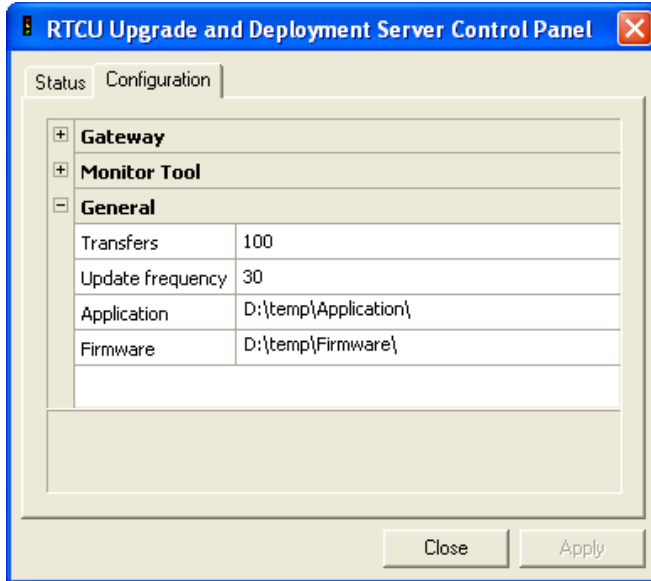 RTCU Upgrade and Deployment Server Control Panel
Status Configuration
Gateway
Monitor Tool
General
Transfers 100
Update frequency 30
Application D:\temp\Application\
Firmware D:\temp\Firmware\
Close Apply